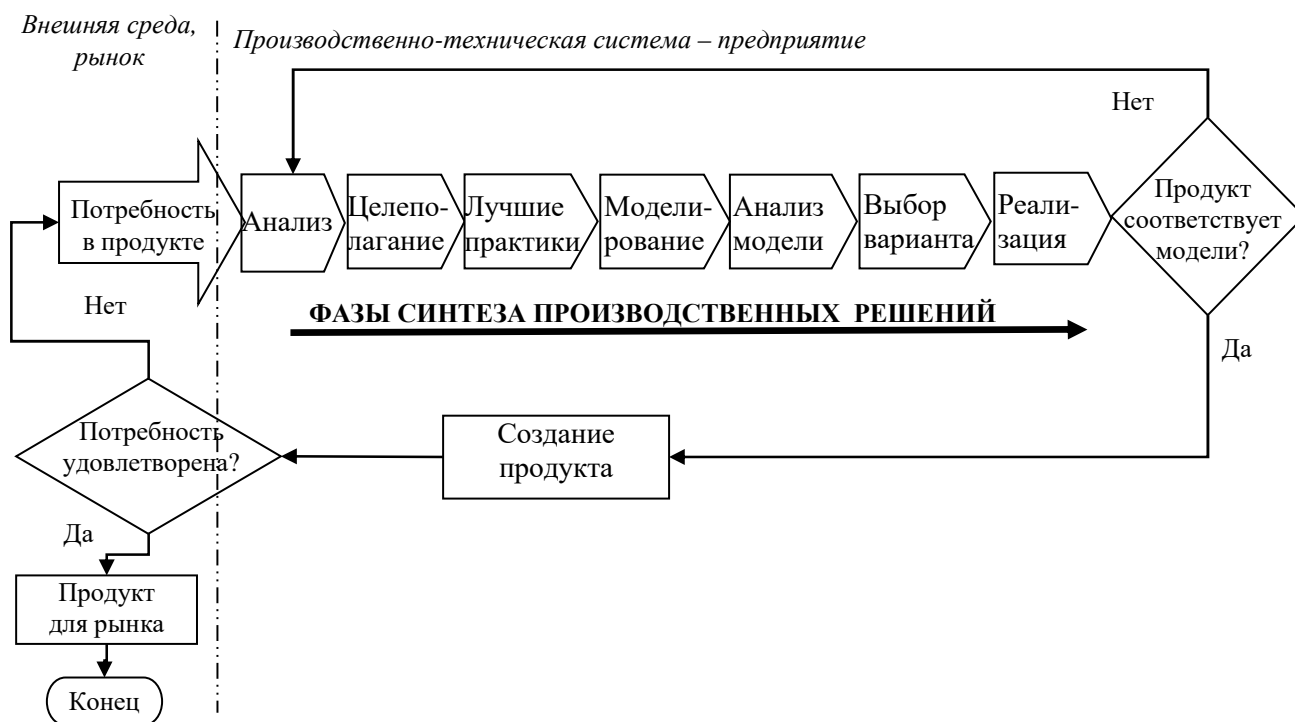 Внешняя среда,
рынок
Производственно-техническая система – предприятие
Нет
Потребность
в продукте
Анализ
Целепо-
лагание
Лучшие
практики
Модели-
рование
Анализ
модели
Выбор
варианта
Реали-
зация
Продукт
соответствует
модели?
Нет
ФАЗЫ СИНТЕЗА ПРОИЗВОДСТВЕННЫХ РЕШЕНИЙ
Да
Потребность
удовлетворена?
Создание
продукта
Да
Продукт
для рынка
Конец